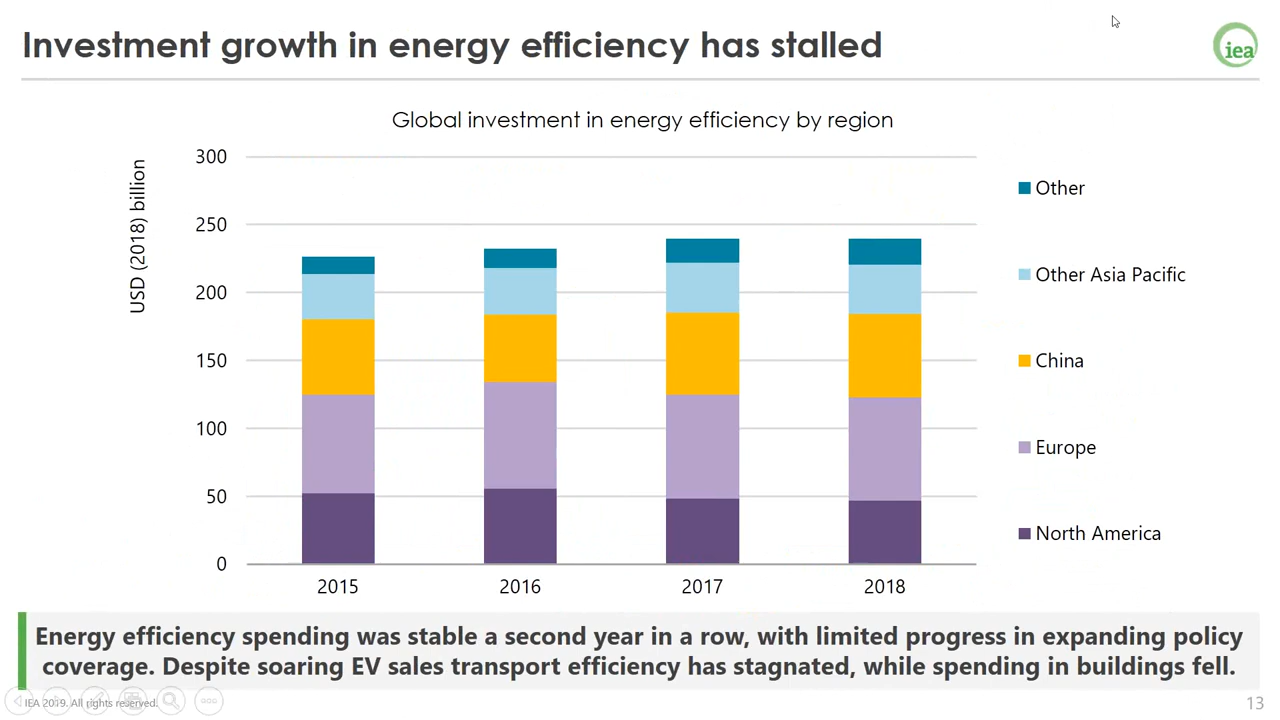 Investment growth in energy efficiency has stalled
iea
Global investment in energy efficiency by region
USD (2018) billion
300
250
200
150
100
50
0
2015
2016
2017
2018
Other
Other Asia Pacific
China
Europe
North America
Energy efficiency spending was stable a second year in a row, with limited progress in expanding policy
coverage. Despite soaring EV sales transport efficiency has stagnated, while spending in buildings fell.
IEA 2019. All rights reserved.
13